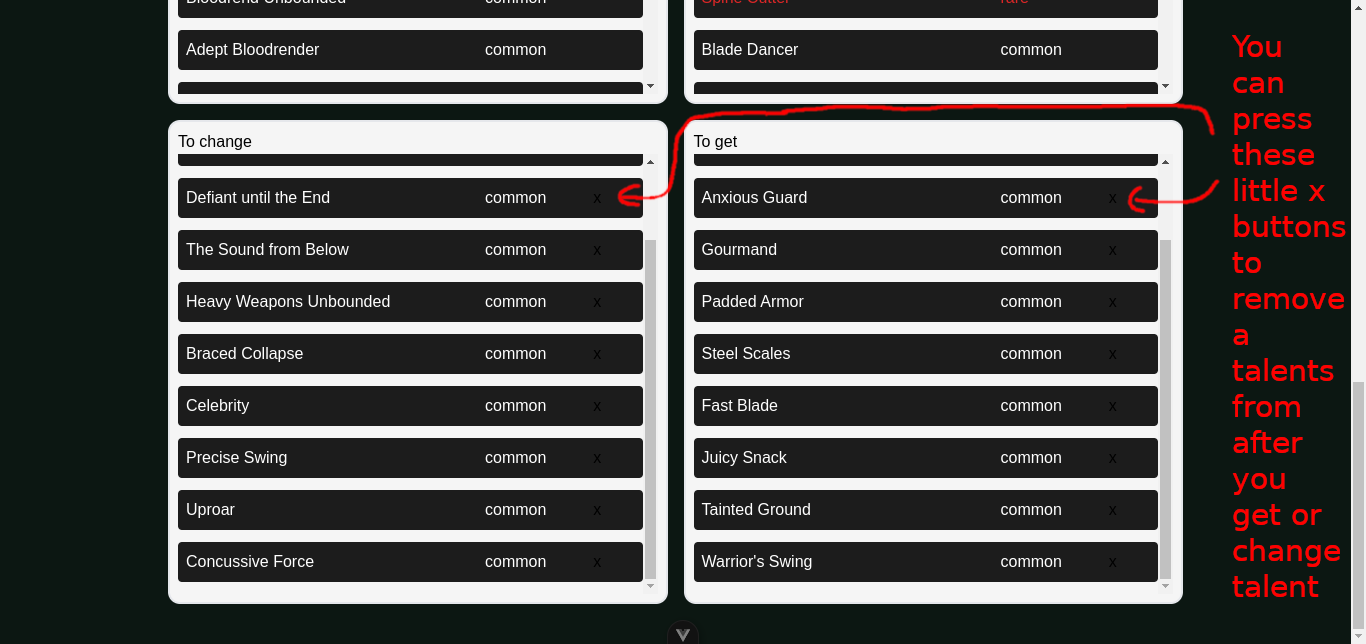 Bloodrend Unbounded common
Spine Cutter rare
Adept Bloodrender common
Blade Dancer common
To change
Defiant until the End common x
The Sound from Below common x
Heavy Weapons Unbounded common x
Braced Collapse common x
Celebrity common x
Precise Swing common x
Uproar common x
Concussive Force common x
To get
Anxious Guard common x
Gourmand common x
Padded Armor common x
Steel Scales common x
Fast Blade common x
Juicy Snack common x
Tainted Ground common x
Warrior's Swing common x
You
can
press
these
little x
buttons
to
remove
a
talents
from
after
you
get or
change
talent